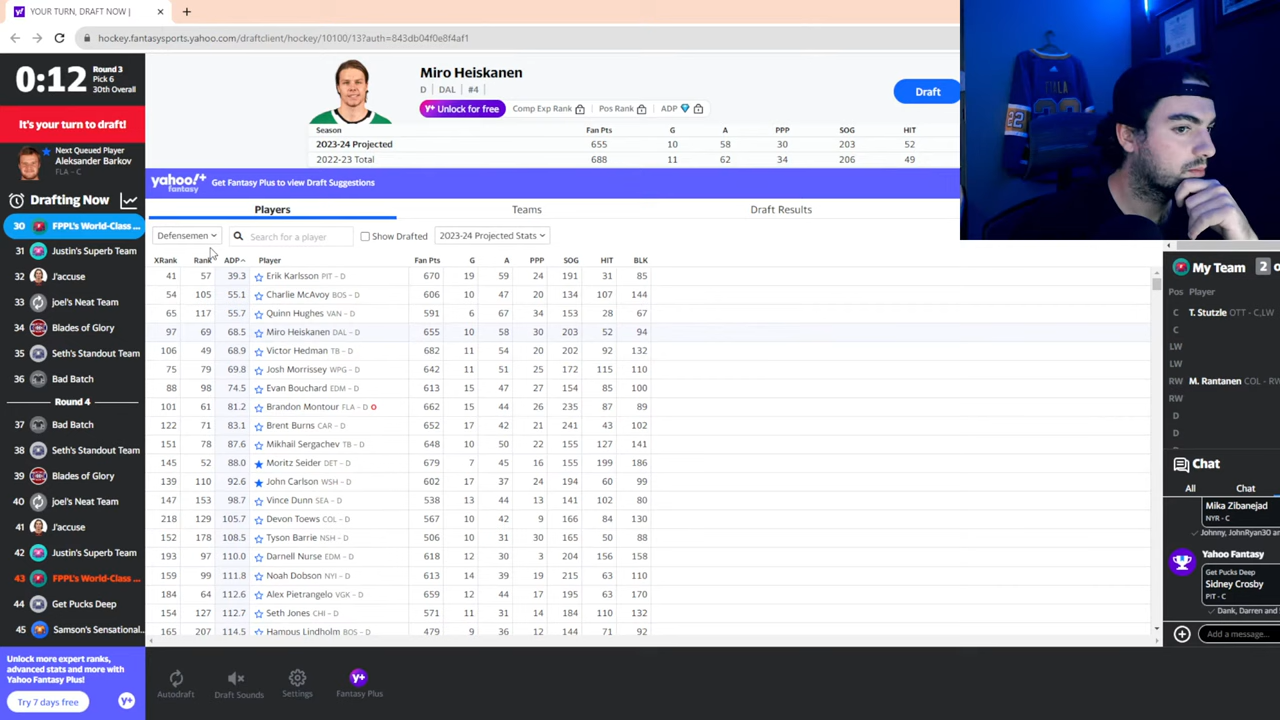 YOUR TURN, DRAFT NOW |
hockey.fantasysports.yahoo.com/draftclient/hockey/10100/13?auth=843db04f0e8f4af1
0:12
Round 3
Pick 6
30th Overall
It's your turn to draft!
Next Queued Player
Aleksander Barkov
FLA - C
Drafting Now
30 FPPL's World-Class ...
31 Justin's Superb Team
32 J'accuse
33 Joel's Neat Team
34 Blades of Glory
35 Seth's Standout Team
36 Bad Batch
Round 4
37 Bad Batch
38 Seth's Standout Team
39 Blades of Glory
40 Joel's Neat Team
41 J'accuse
42 Justin's Superb Team
43 FPPL's World-Class ...
44 Get Pucks Deep
45 Samson's Sensational...
Unlock more expert ranks,
advanced stats and more with
Yahoo Fantasy Plus!
Try 7 days free
y+
Miro Heiskanen
D DAL #4
y+ Unlock for free Comp Exp Rank Pos Rank ADP
Draft
Season Fan Pts G A PPP SOG HIT
2023-24 Projected 655 10 58 30 203 52
2022-23 Total 688 11 62 34 206 49
yahoo!+ fantasy Get Fantasy Plus to view Draft Suggestions
Players Teams Draft Results
Defensemen Search for a player Show Drafted 2023-24 Projected Stats
XRank Rank ADP Player Fan Pts G A PPP SOG HIT BLK
41 57 39.3 Erik Karlsson PIT - D 670 19 59 24 191 31 85
54 105 55.1 Charlie McAvoy BOS - D 606 10 47 20 134 107 144
65 117 55.7 Quinn Hughes VAN - D 591 6 67 34 153 28 67
97 69 68.5 Miro Heiskanen DAL - D 655 10 58 30 203 52 94
106 49 68.9 Victor Hedman TB - D 682 11 54 20 202 92 132
75 79 69.8 Josh Morrissey WPG - D 642 11 51 25 172 115 110
88 98 74.5 Evan Bouchard EDM - D 613 15 47 27 154 85 100
101 61 81.2 Brandon Montour FLA - D O 662 15 44 26 235 87 89
122 71 83.1 Brent Burns CAR - D 652 17 42 21 241 43 102
151 78 87.6 Mikhail Sergachev TB - D 648 10 50 22 155 127 141
145 52 88.0 Moritz Seider DET - D 679 7 45 16 155 199 186
139 110 92.6 John Carlson WSH - D 602 17 37 24 194 60 99
147 153 98.7 Vince Dunn SEA - D 538 13 44 13 141 102 80
218 129 105.7 Devon Toews COL - D 567 10 42 9 166 84 130
152 178 108.5 Tyson Barrie NSH - D 506 10 31 30 165 50 88
193 97 110.0 Darnell Nurse EDM - D 618 12 30 3 204 156 158
159 99 111.8 Noah Dobson NYI - D 613 14 39 19 215 63 110
184 64 112.6 Alex Pietrangelo VGK - D 659 12 44 17 195 63 170
154 127 112.7 Seth Jones CHI - D 571 11 31 14 184 110 132
165 207 114.5 Hampus Lindholm BOS - D 479 9 36 12 144 71 92
My Team 2
Pos Player
C T. Stutzle OTT - C,LW
C
LW
LW
RW M. Rantanen COL - RW
RW
D
D
Chat
All Chat
Mika Zibanejad
NYR - C
Johnny, JohnRyan30 and
Yahoo Fantasy
Get Pucks Deep
Sidney Crosby
PIT - C
Dank, Darren and
Add a message...
Autodraft Draft Sounds Settings Fantasy Plus